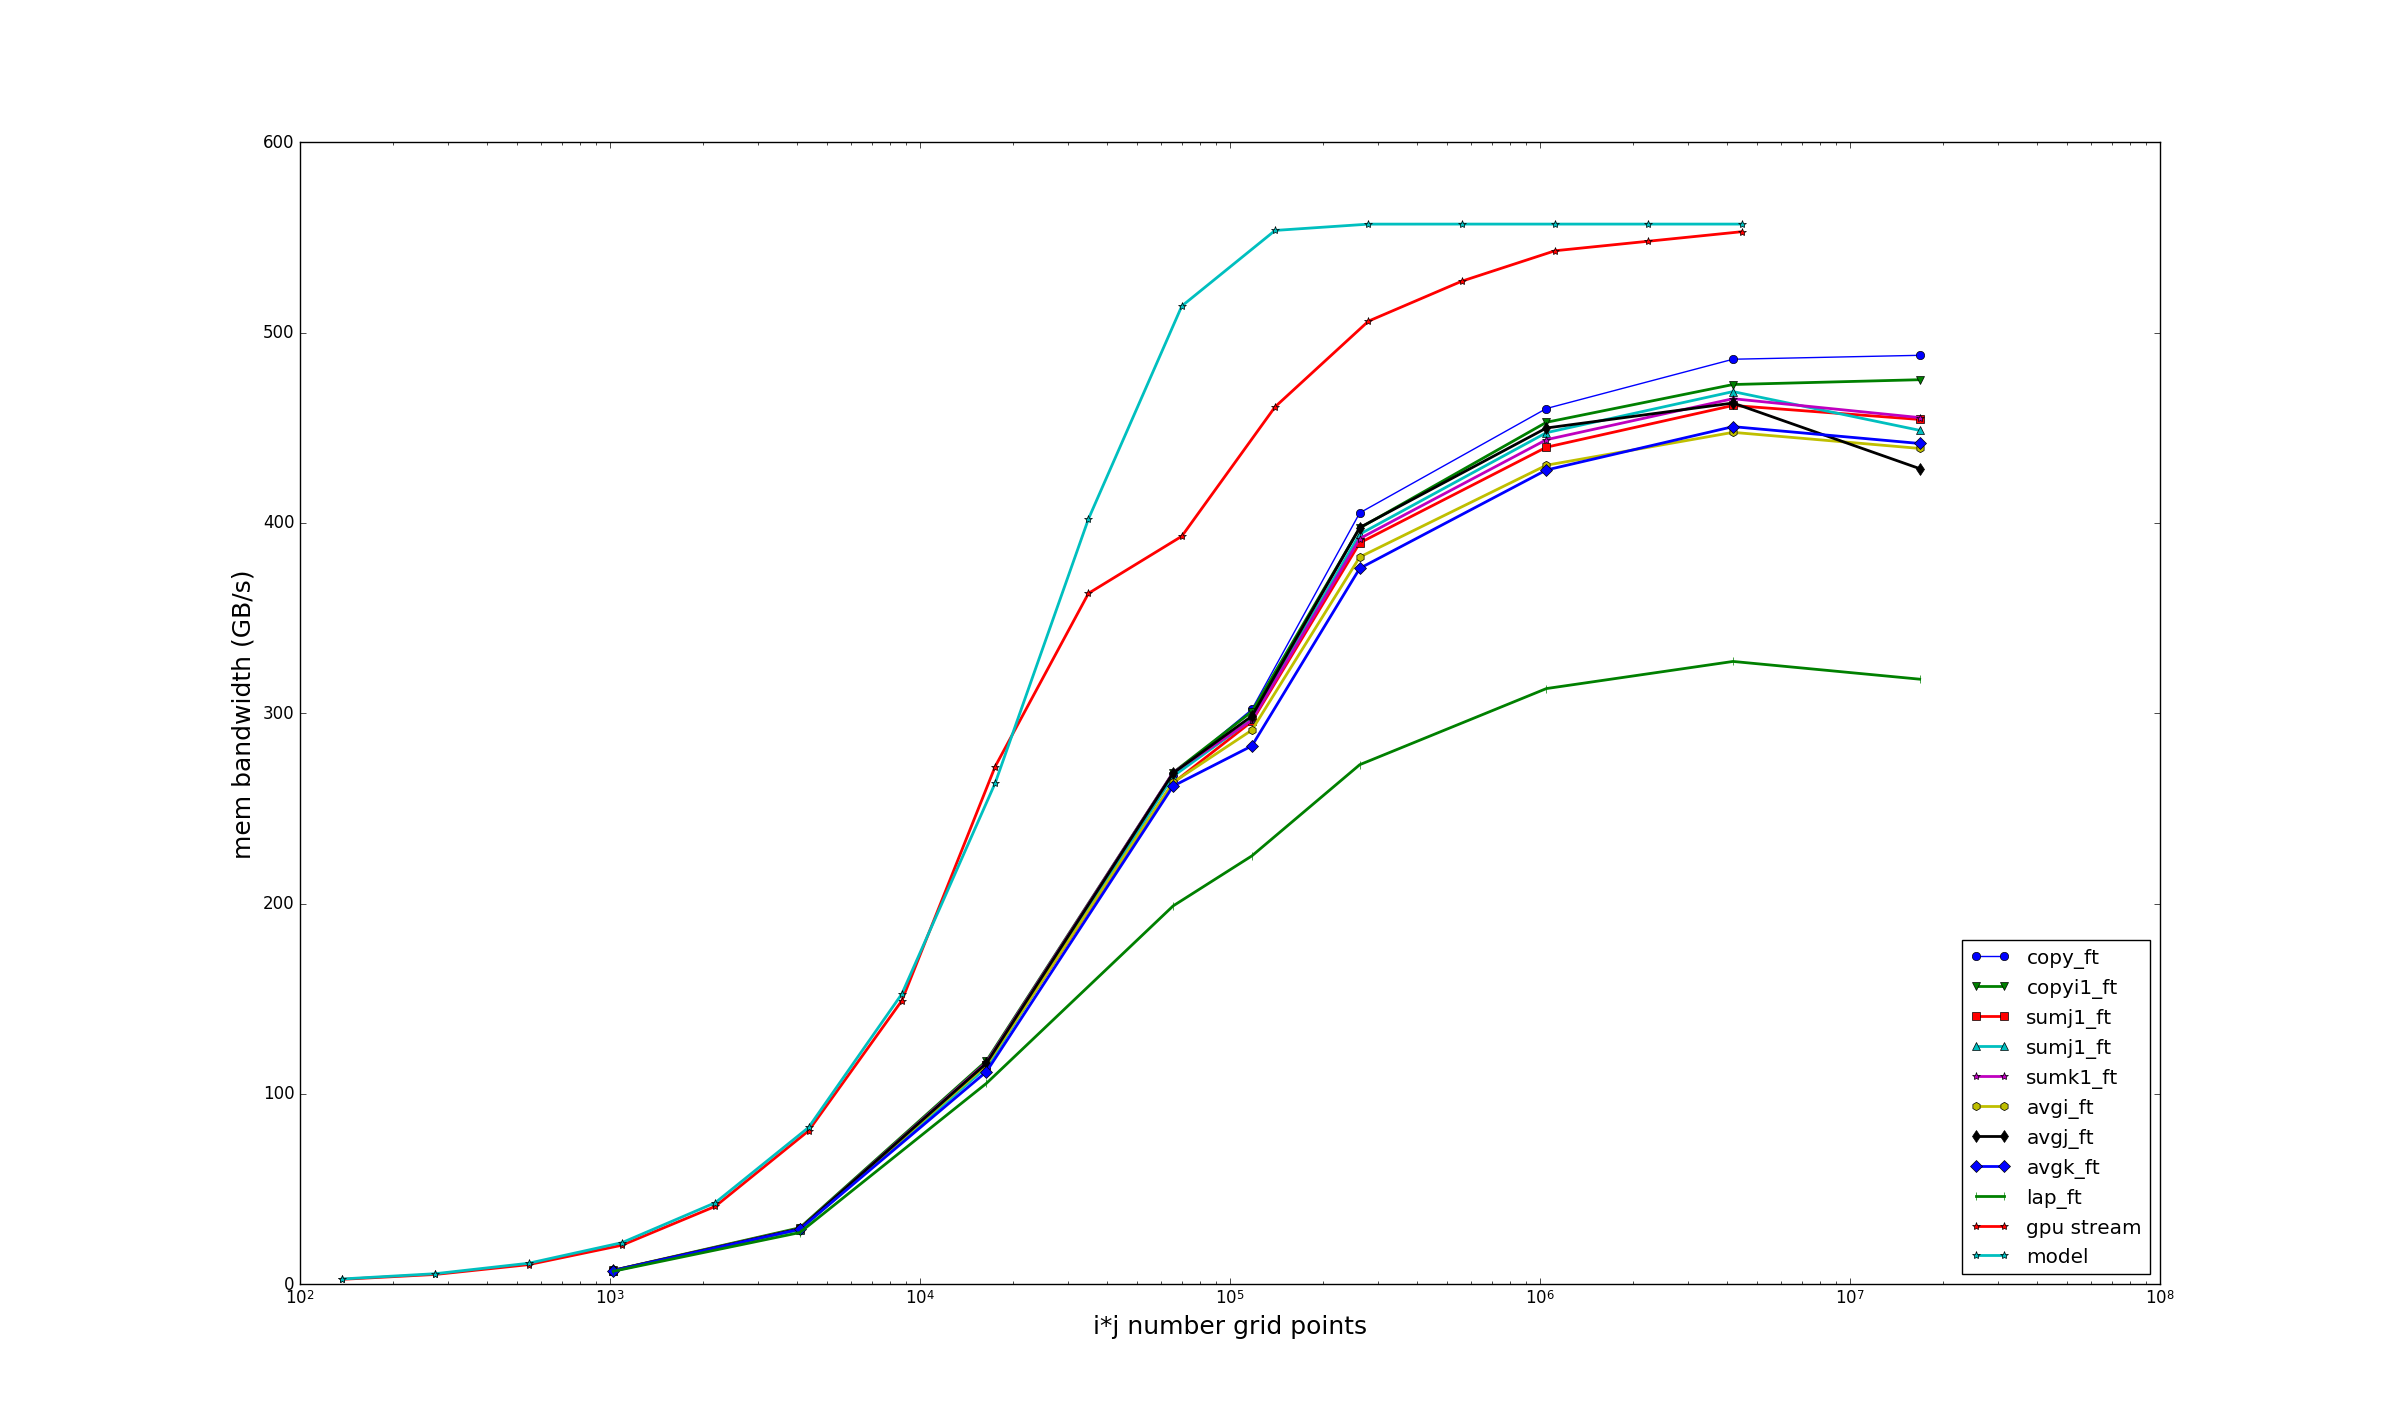 600
500
400
300
200
100
0
mem bandwidth (GB/s)
10² 10³ 10⁴ 10⁵ 10⁶ 10⁷ 10⁸
i*j number grid points
copy_ft
copyi1_ft
sumj1_ft
sumj1_ft
sumk1_ft
avgi_ft
avgj_ft
avgk_ft
lap_ft
gpu stream
model